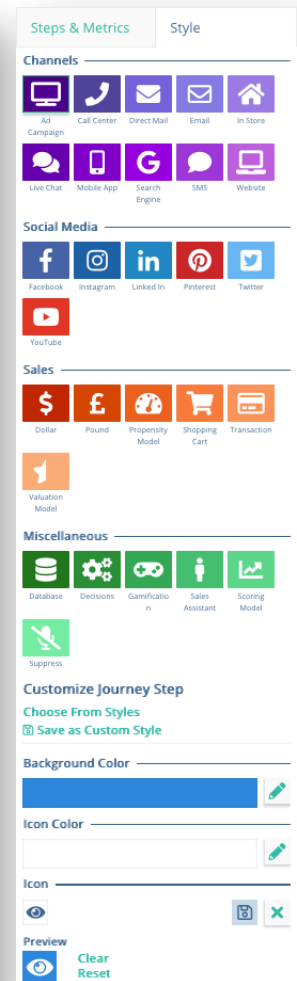 Steps & Metrics Style
Channels
Ad Campaign Call Center Direct Mail Email In Store
Live Chat Mobile App Search Engine SMS Website
Social Media
Facebook Instagram Linked In Pinterest Twitter
YouTube
Sales
Dollar Pound Propensity Model Shopping Cart Transaction
Valuation Model
Miscellaneous
Database Decisions Gamification Sales Assistant Scoring Model
Suppress
Customize Journey Step
Choose From Styles
Save as Custom Style
Background Color
Icon Color
Icon
Preview
Clear
Reset